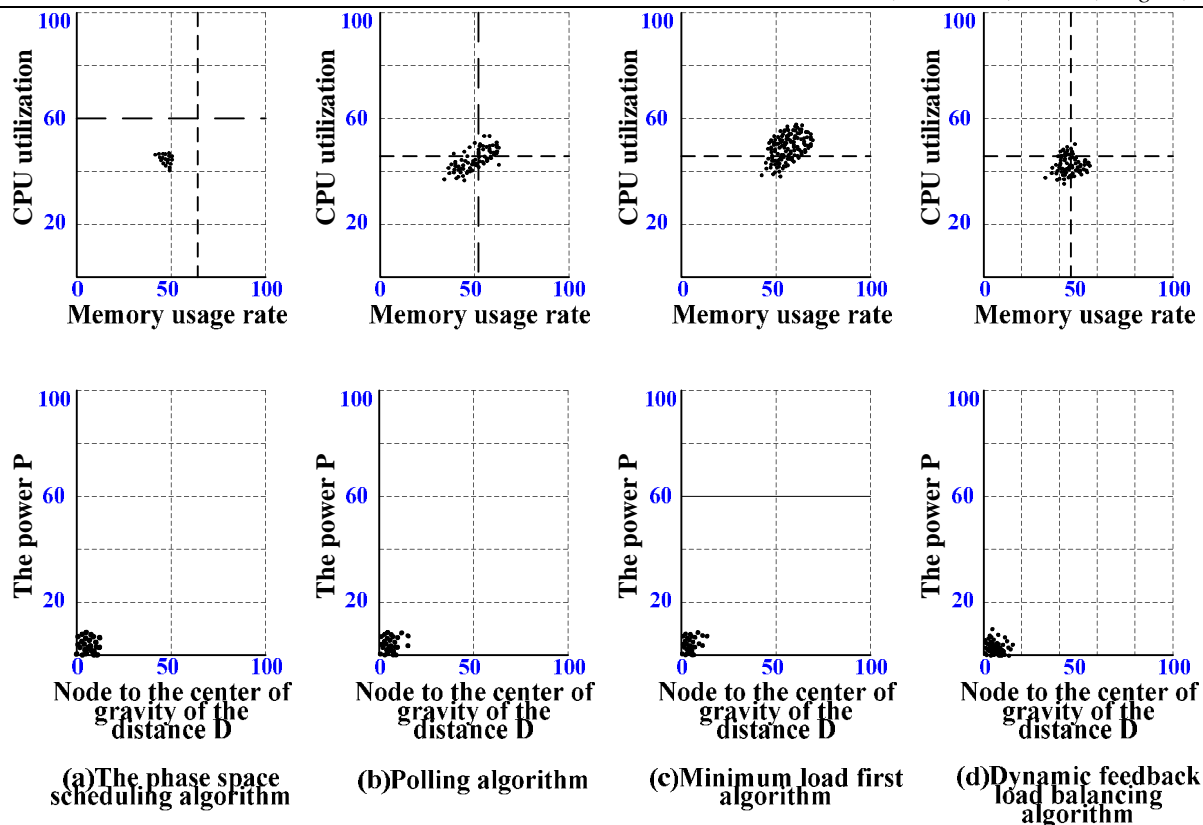 100
CPU utilization
60
20
0 50 100
Memory usage rate
100
CPU utilization
60
20
0 50 100
Memory usage rate
100
CPU utilization
60
20
0 50 100
Memory usage rate
100
CPU utilization
60
20
0 50 100
Memory usage rate
100
The power P
60
20
0 50 100
Node to the center of
gravity of the
distance D
100
The power P
60
20
0 50 100
Node to the center of
gravity of the
distance D
100
The power P
60
20
0 50 100
Node to the center of
gravity of the
distance D
100
The power P
60
20
0 50 100
Node to the center of
gravity of the
distance D
(a)The phase space
scheduling algorithm
(b)Polling algorithm
(c)Minimum load first
algorithm
(d)Dynamic feedback
load balancing
algorithm